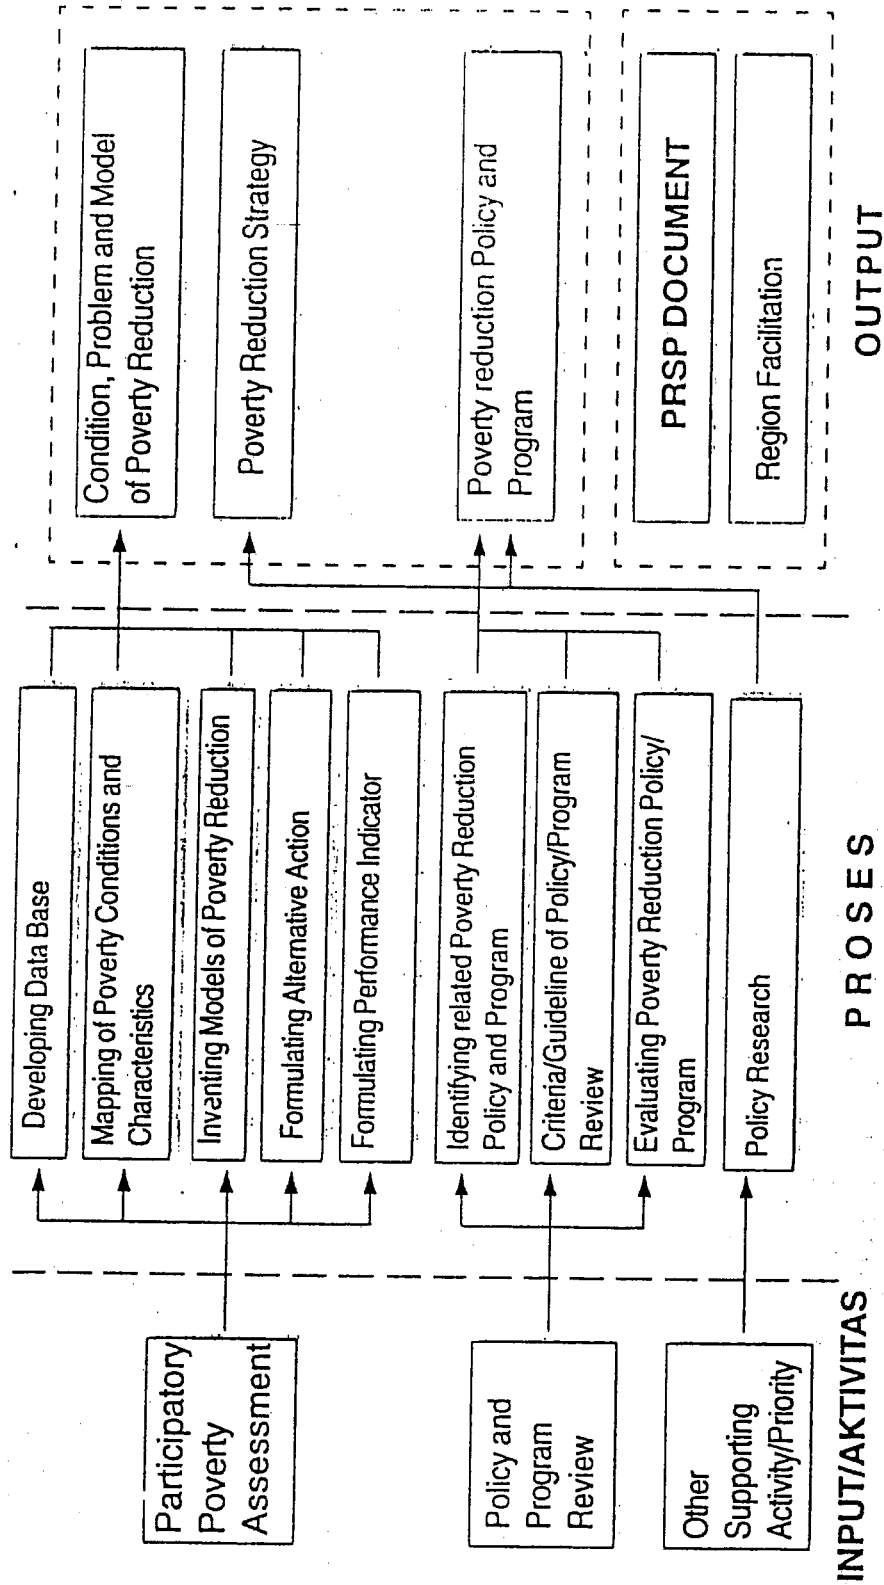 Participatory
Poverty
Assessment
Policy and
Program
Review
Other
Supporting
Activity/Priority
INPUT/AKTIVITAS
Developing Data Base
Mapping of Poverty Conditions and
Characteristics
Inventing Models of Poverty Reduction
Formulating Alternative Action
Formulating Performance Indicator
Identifying related Poverty Reduction
Policy and Program
Criteria/Guideline of Policy/Program
Review
Evaluating Poverty Reduction Policy/
Program
Policy Research
PROSES
Condition, Problem and Model
of Poverty Reduction
Poverty Reduction Strategy
Poverty reduction Policy and
Program
PRSP DOCUMENT
Region Facilitation
OUTPUT